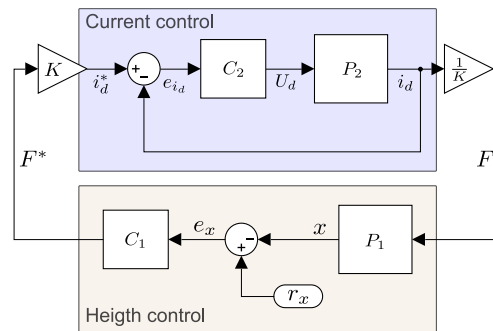 Current control
K
i_d^*
+
−
e_{i_d}
C_2
U_d
P_2
i_d
1/K
F^*
F
C_1
e_x
+
−
x
P_1
r_x
Heigth control